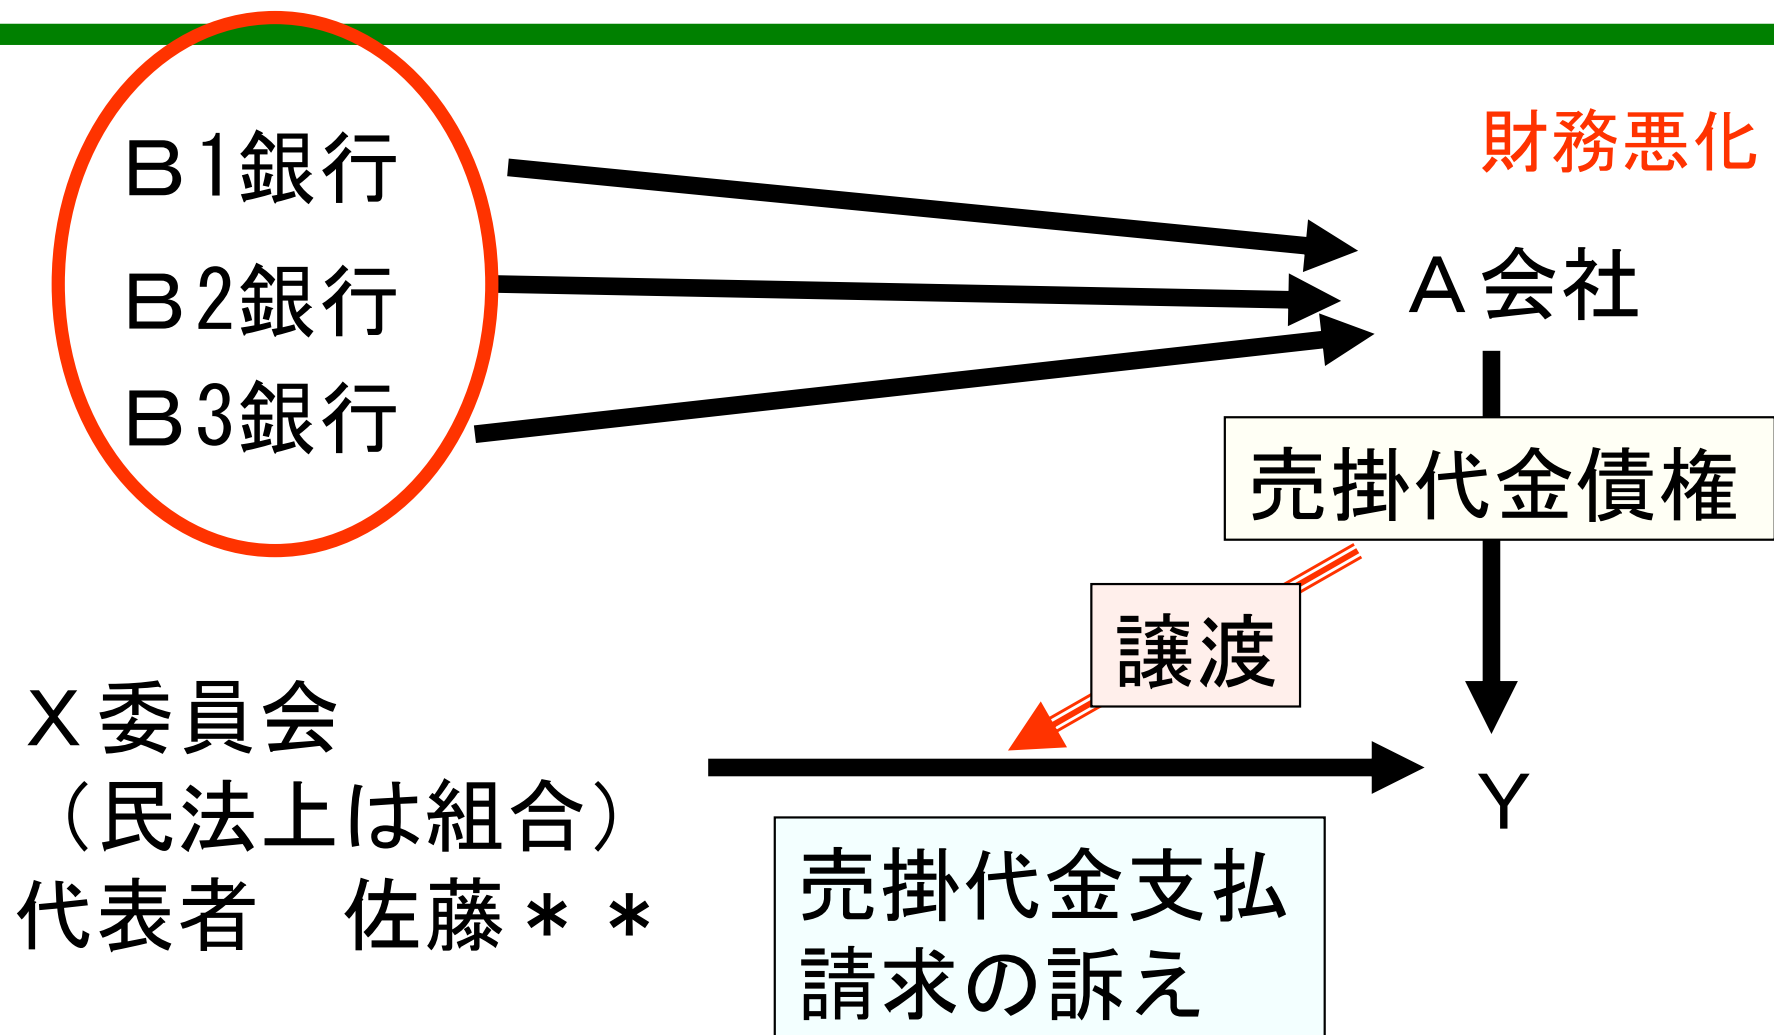 B1銀行
財務悪化
B2銀行
A会社
B3銀行
売掛代金債権
譲渡
X委員会
（民法上は組合）
Y
代表者　佐藤＊＊
売掛代金支払
請求の訴え